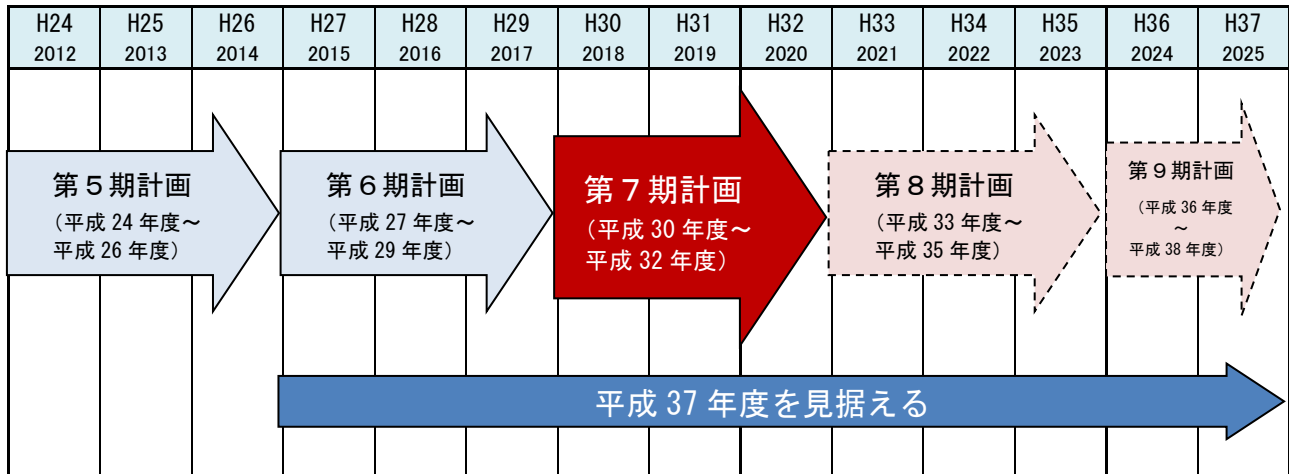 H24 H25 H26 H27 H28 H29 H30 H31 H32 H33 H34 H35 H36 H37
2012 2013 2014 2015 2016 2017 2018 2019 2020 2021 2022 2023 2024 2025
第５期計画
（平成 24 年度～
平成 26 年度）
第６期計画
（平成 27 年度～
平成 29 年度）
第７期計画
（平成 30 年度～
平成 32 年度）
第８期計画
（平成 33 年度～
平成 35 年度）
第９期計画
（平成 36 年度
～
平成 38 年度）
平成 37 年度を見据える